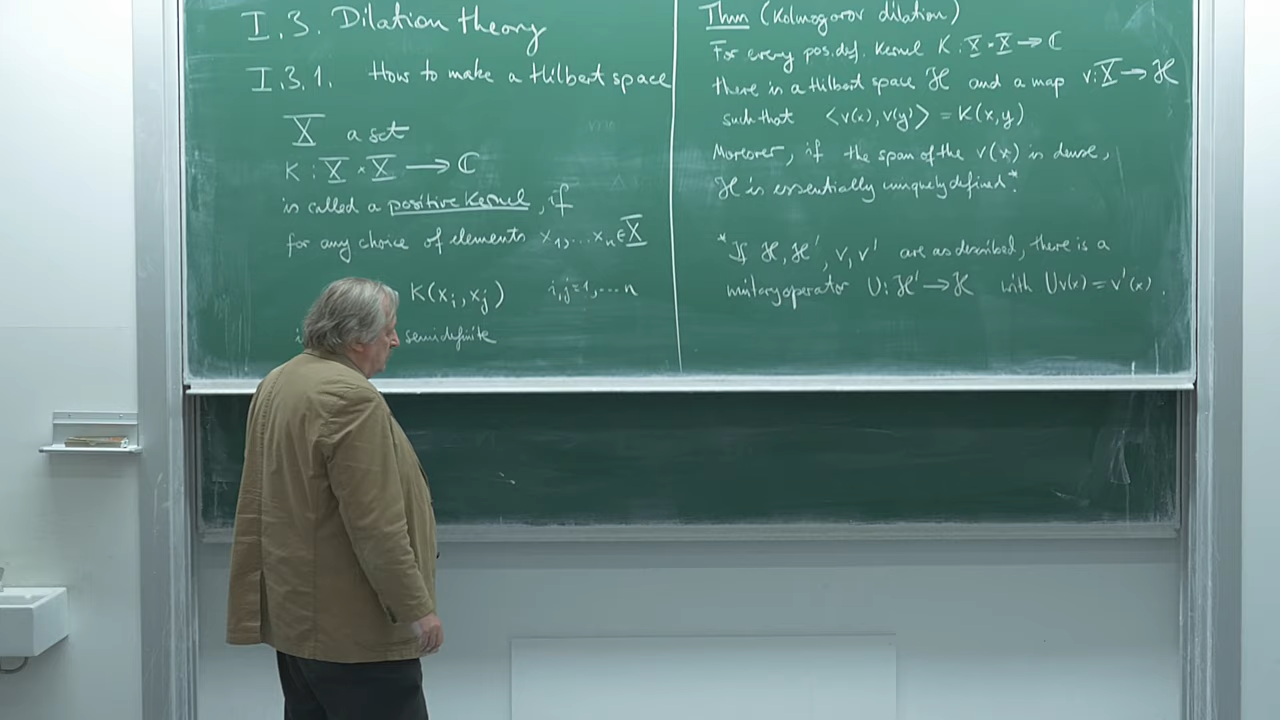 I.3. Dilation theory
I.3.1. How to make a Hilbert space
X a set
K : X × X → ℂ
is called a positive Kernel, if
for any choice of elements x₁,...xₙ ∈ X
K(xᵢ, xⱼ) i,j=1,...n
semidefinite
Thm (Kolmogorov dilation)
For every pos. def. Kernel K : X × X → ℂ
there is a Hilbert space ℋ and a map v: X → ℋ
such that ⟨v(x), v(y)⟩ = K(x,y)
Moreover, if the span of the v(x) is dense,
ℋ is essentially uniquely defined*.
*If ℋ, ℋ', v, v' are as described, there is a
unitary operator U: ℋ' → ℋ with Uv(x) = v'(x).